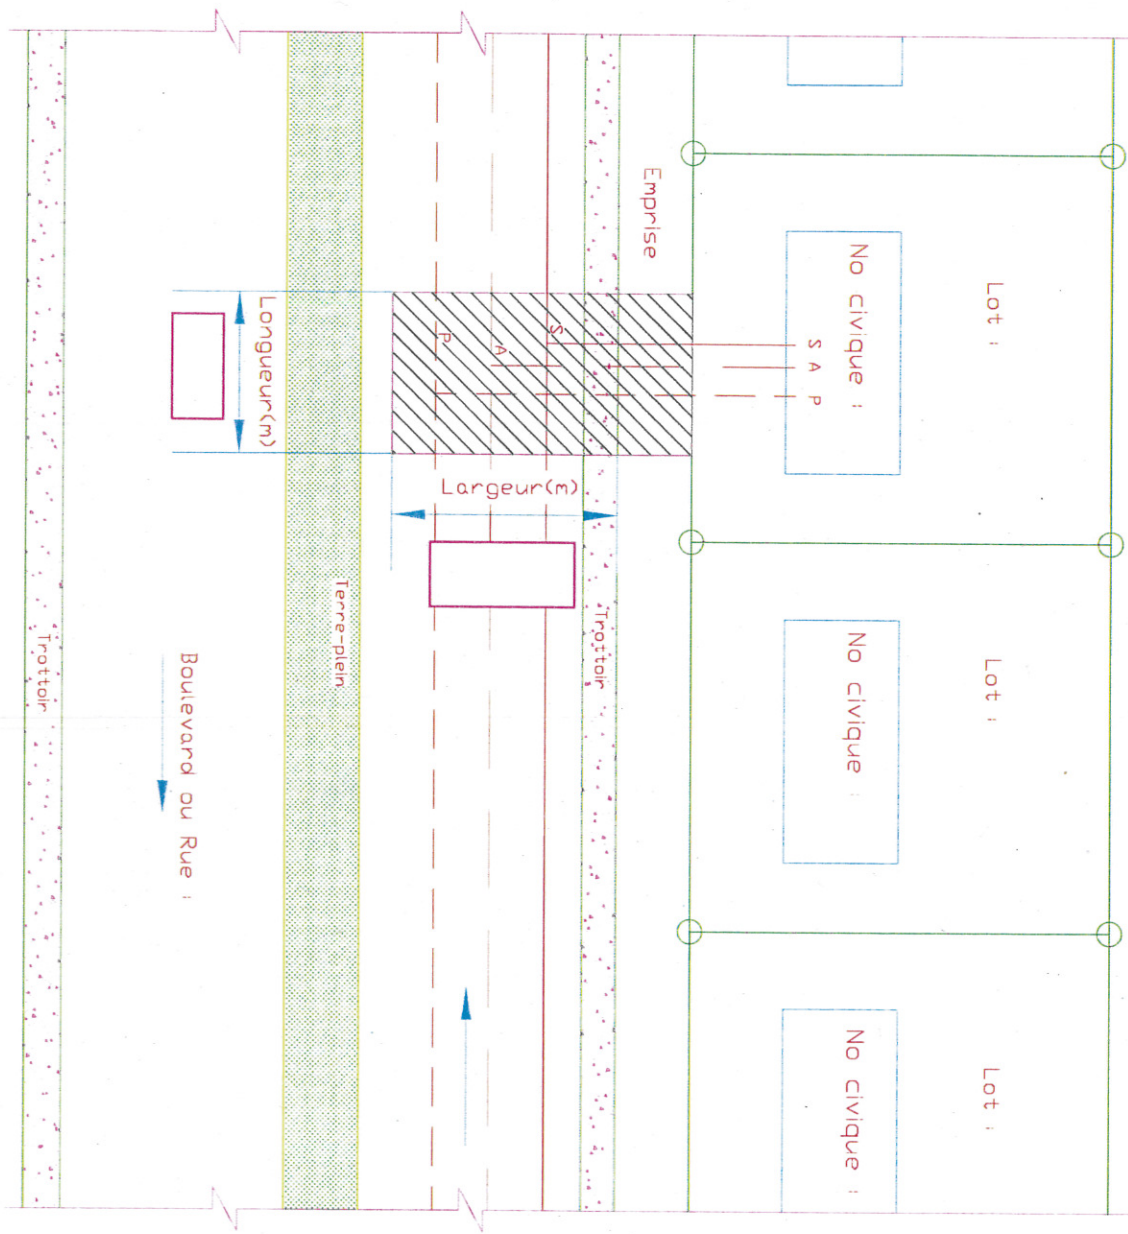 Lot :
No civique :
S A P
Emprise
S
A
P
Longueur(m)
Largeur(m)
Lot :
No civique :
Trottoir
Terre-plein
Boulevard ou Rue :
Trottoir
Lot :
No civique :